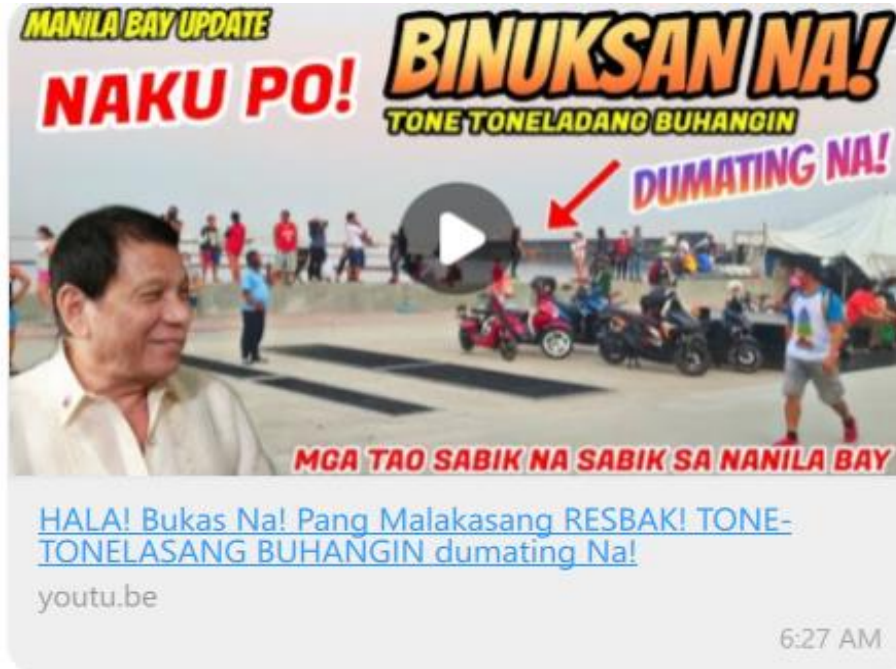 MANILA BAY UPDATE
NAKU PO!
BINUKSAN NA!
TONE TONELADANG BUHANGIN
DUMATING NA!
MGA TAO SABIK NA SABIK SA NANILA BAY
HALA! Bukas Na! Pang Malakasang RESBAK! TONE-
TONELASANG BUHANGIN dumating Na!
youtu.be
6:27 AM